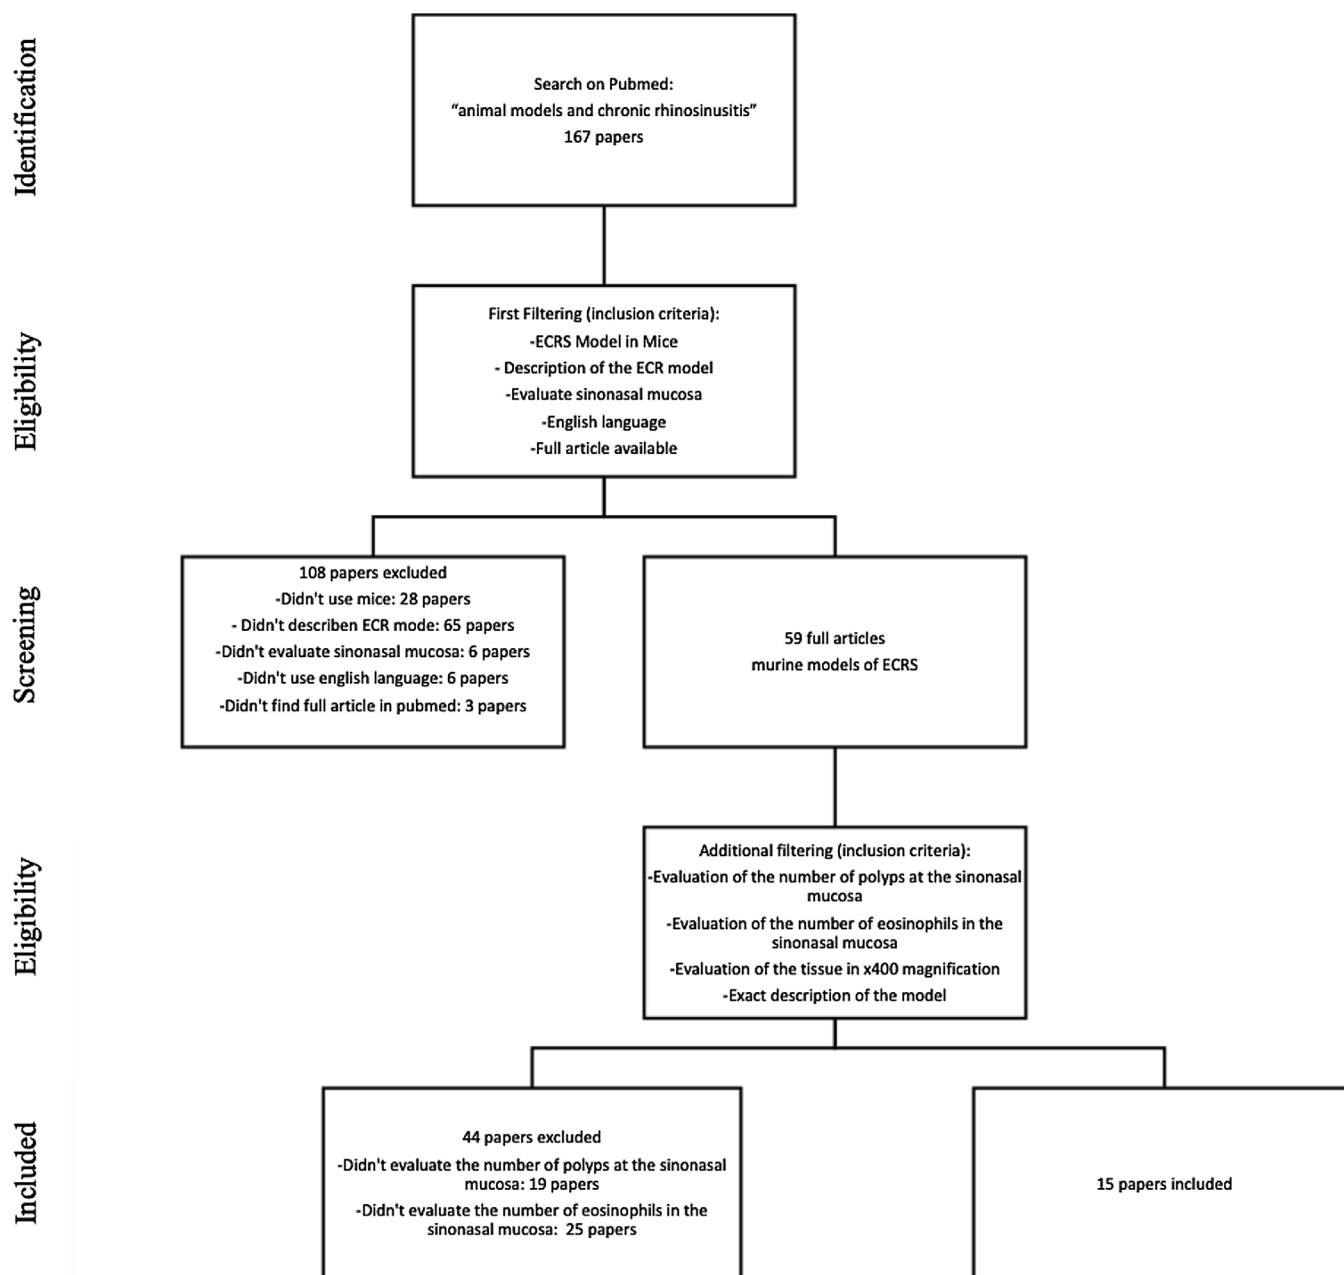 Identification
Search on Pubmed:
“animal models and chronic rhinosinusitis”
167 papers
Eligibility
First Filtering (inclusion criteria):
-ECRS Model in Mice
- Description of the ECR model
-Evaluate sinonasal mucosa
-English language
-Full article available
Screening
108 papers excluded
-Didn't use mice: 28 papers
- Didn't describen ECR mode: 65 papers
-Didn't evaluate sinonasal mucosa: 6 papers
-Didn't use english language: 6 papers
-Didn't find full article in pubmed: 3 papers
59 full articles
murine models of ECRS
Eligibility
Additional filtering (inclusion criteria):
-Evaluation of the number of polyps at the sinonasal
mucosa
-Evaluation of the number of eosinophils in the
sinonasal mucosa
-Evaluation of the tissue in x400 magnification
-Exact description of the model
Included
44 papers excluded
-Didn't evaluate the number of polyps at the sinonasal
mucosa: 19 papers
-Didn't evaluate the number of eosinophils in the
sinonasal mucosa:  25 papers
15 papers included